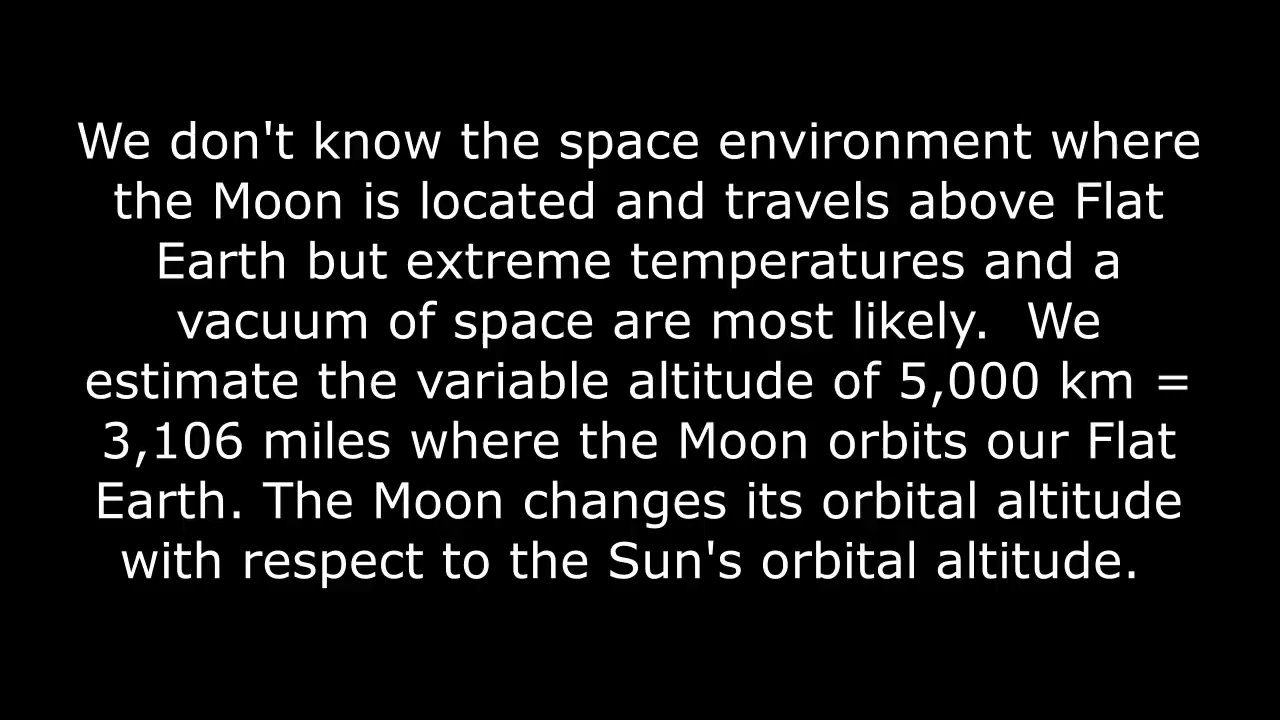 We don't know the space environment where
the Moon is located and travels above Flat
Earth but extreme temperatures and a
vacuum of space are most likely.  We
estimate the variable altitude of 5,000 km =
3,106 miles where the Moon orbits our Flat
Earth. The Moon changes its orbital altitude
with respect to the Sun's orbital altitude.